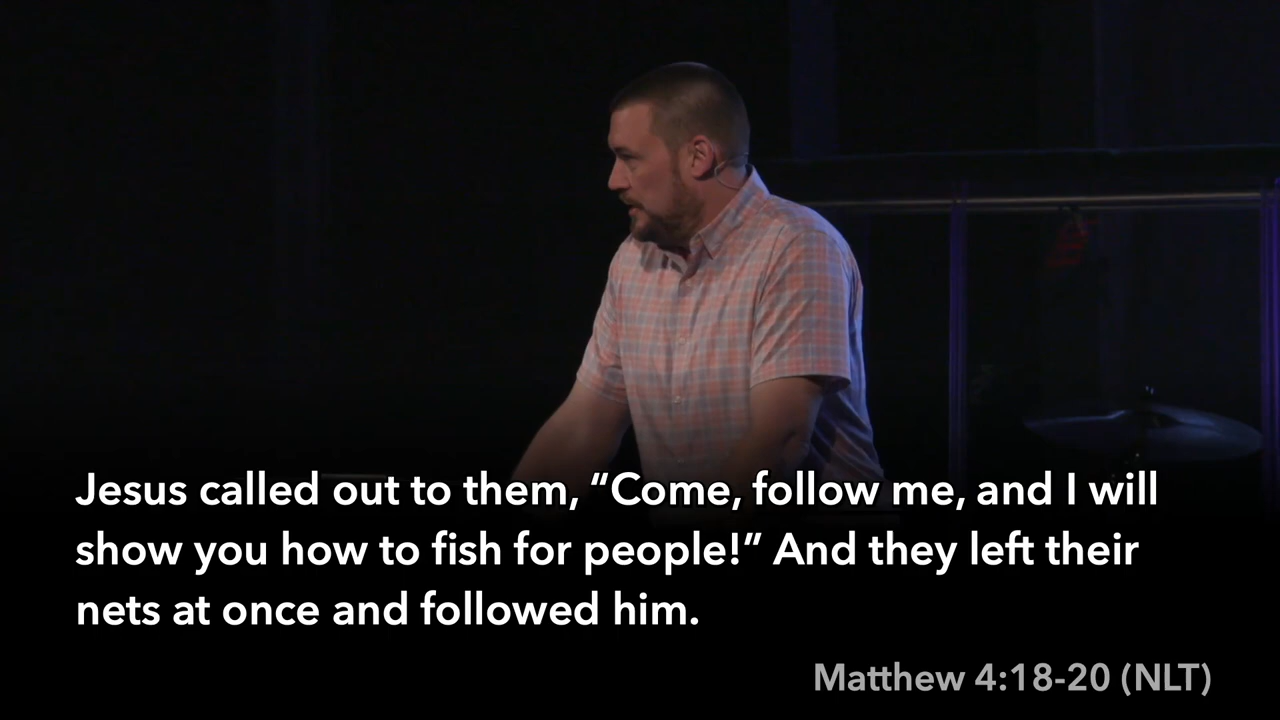 Jesus called out to them, “Come, follow me, and I will
show you how to fish for people!” And they left their
nets at once and followed him.
Matthew 4:18-20 (NLT)